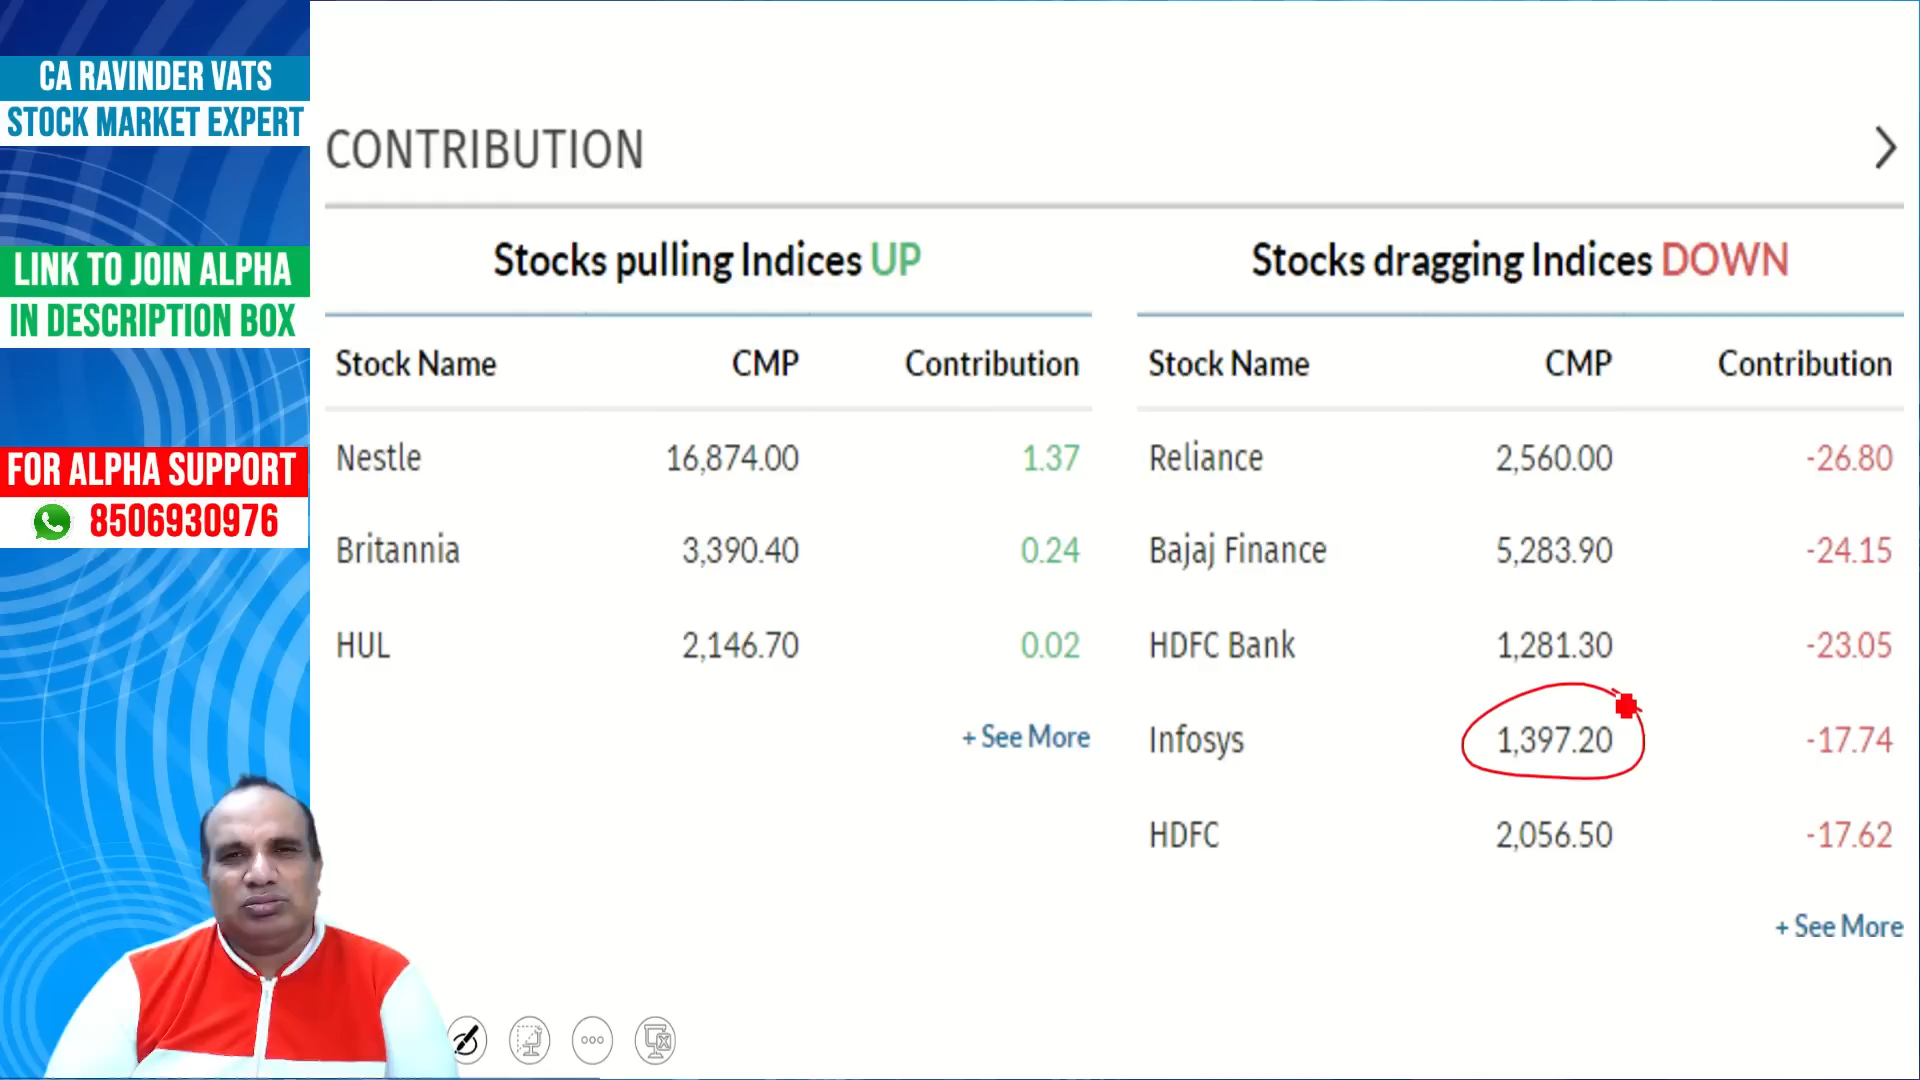 CA RAVINDER VATS
STOCK MARKET EXPERT
LINK TO JOIN ALPHA
IN DESCRIPTION BOX
FOR ALPHA SUPPORT
8506930976
CONTRIBUTION
Stocks pulling Indices UP
Stock Name CMP Contribution
Nestle 16,874.00 1.37
Britannia 3,390.40 0.24
HUL 2,146.70 0.02
+ See More
Stocks dragging Indices DOWN
Stock Name CMP Contribution
Reliance 2,560.00 -26.80
Bajaj Finance 5,283.90 -24.15
HDFC Bank 1,281.30 -23.05
Infosys 1,397.20 -17.74
HDFC 2,056.50 -17.62
+ See More